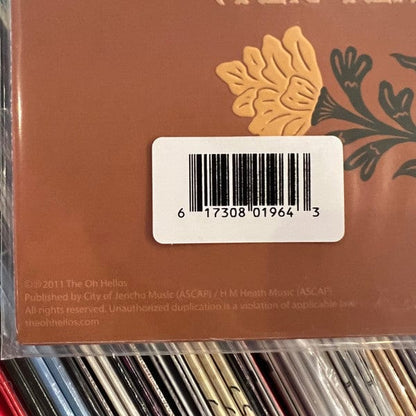 6 17308 01964 3
©℗2011 The Oh Hellos
Published by City of Jericho Music (ASCAP) / H M Heath Music (ASCAP)
All rights reserved. Unauthorized duplication is a violation of applicable law.
theohhellos.com